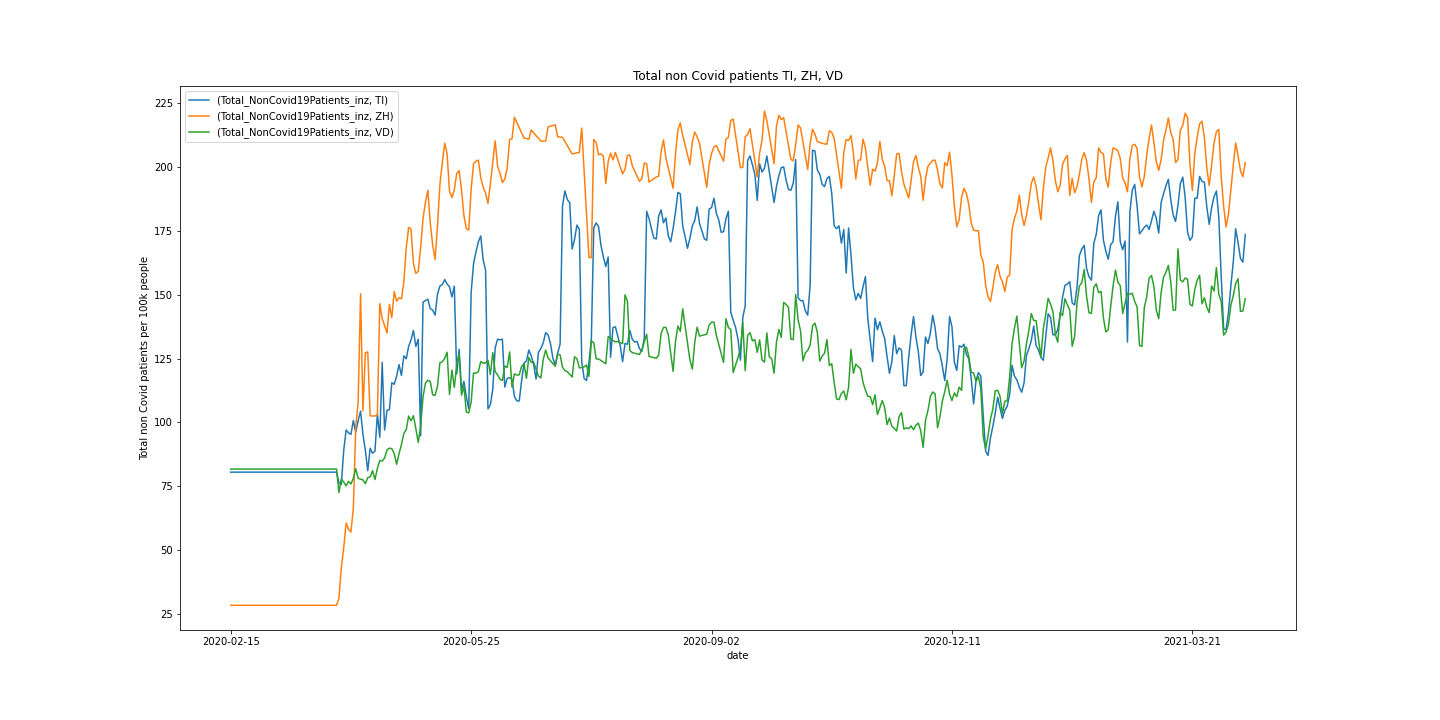 Total non Covid patients TI, ZH, VD
(Total_NonCovid19Patients_inz, TI)
(Total_NonCovid19Patients_inz, ZH)
(Total_NonCovid19Patients_inz, VD)
Total non Covid patients per 100k people
225
200
175
150
125
100
75
50
25
2020-02-15
2020-05-25
2020-09-02
2020-12-11
2021-03-21
date